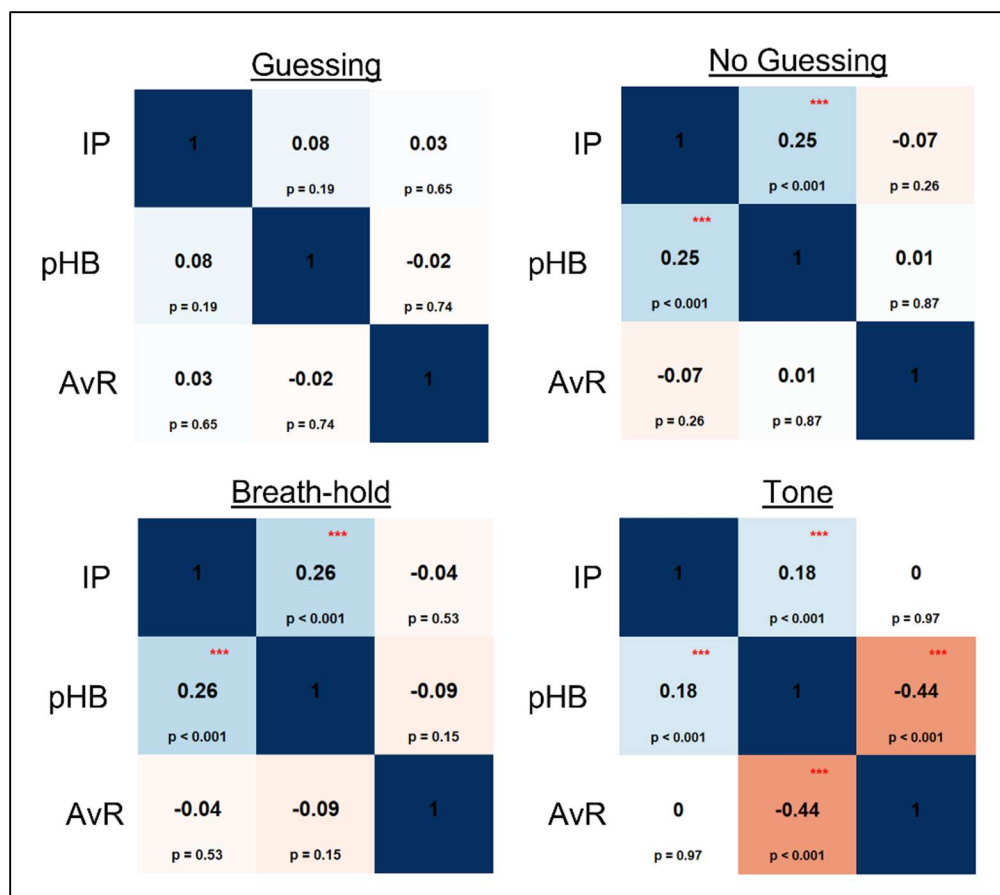 Guessing
IP 1 0.08 0.03
p = 0.19 p = 0.65
pHB 0.08 1 -0.02
p = 0.19 p = 0.74
AvR 0.03 -0.02 1
p = 0.65 p = 0.74
No Guessing
***
IP 1 0.25 -0.07
p < 0.001 p = 0.26
***
pHB 0.25 1 0.01
p < 0.001 p = 0.87
AvR -0.07 0.01 1
p = 0.26 p = 0.87
Breath-hold
***
IP 1 0.26 -0.04
p < 0.001 p = 0.53
***
pHB 0.26 1 -0.09
p < 0.001 p = 0.15
AvR -0.04 -0.09 1
p = 0.53 p = 0.15
Tone
***
IP 1 0.18 0
p < 0.001 p = 0.97
*** ***
pHB 0.18 1 -0.44
p < 0.001 p < 0.001
***
AvR 0 -0.44 1
p = 0.97 p < 0.001